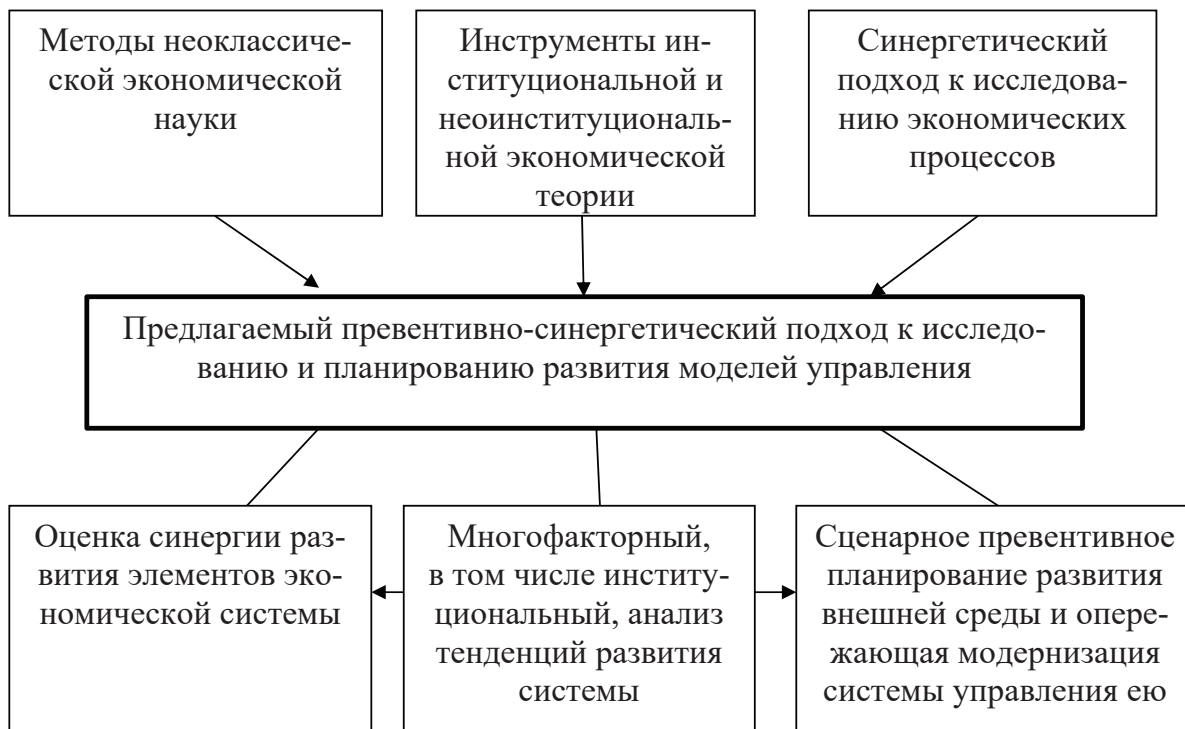 Методы неоклассиче-
ской экономической
науки
Инструменты ин-
ституциональной и
неоинституциональ-
ной экономической
теории
Синергетический
подход к исследова-
нию экономических
процессов
Предлагаемый превентивно-синергетический подход к исследо-
ванию и планированию развития моделей управления
Оценка синергии раз-
вития элементов эко-
номической системы
Многофакторный,
в том числе институ-
циональный, анализ
тенденций развития
системы
Сценарное превентивное
планирование развития
внешней среды и опере-
жающая модернизация
системы управления ею